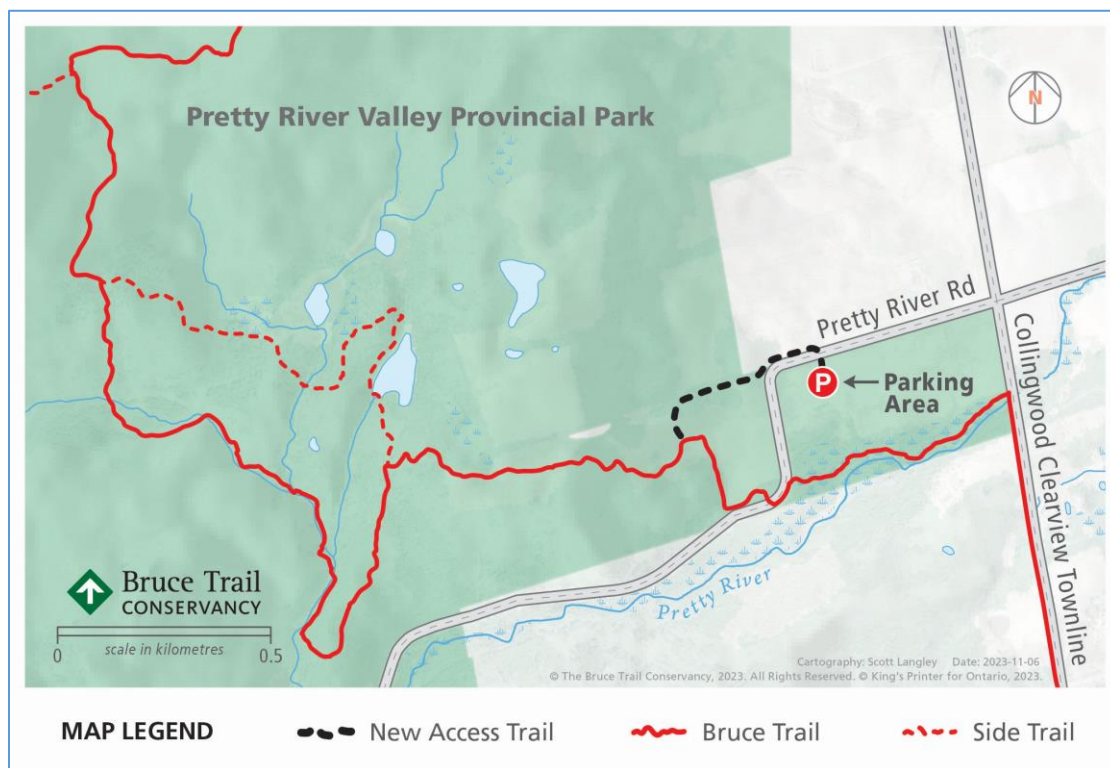 Pretty River Valley Provincial Park
N
Pretty River Rd
P
Parking
Area
Collingwood Clearview Townline
Pretty River
Bruce Trail
CONSERVANCY
scale in kilometres
0 0.5
Cartography: Scott Langley Date: 2023-11-06
© The Bruce Trail Conservancy, 2023. All Rights Reserved. © King's Printer for Ontario, 2023.
MAP LEGEND New Access Trail Bruce Trail Side Trail